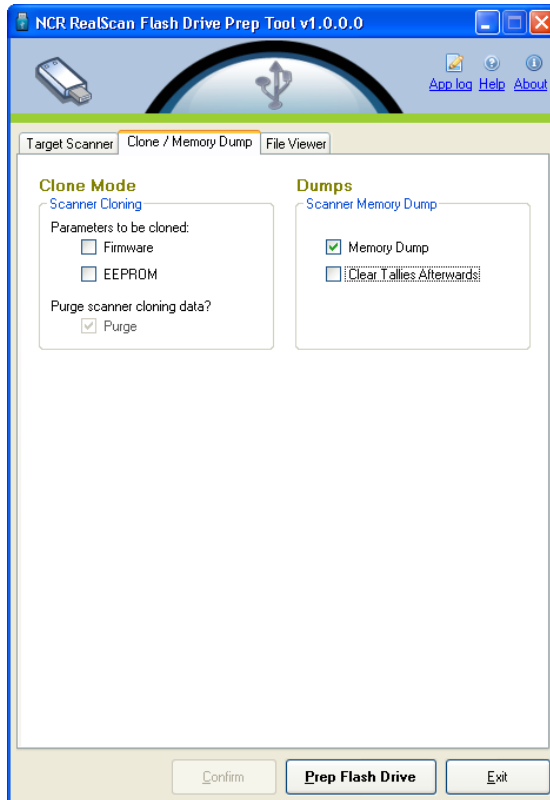 NCR RealScan Flash Drive Prep Tool v1.0.0.0
App log Help About
Target Scanner Clone / Memory Dump File Viewer
Clone Mode
Scanner Cloning
Parameters to be cloned:
Firmware
EEPROM
Purge scanner cloning data?
Purge
Dumps
Scanner Memory Dump
Memory Dump
Clear Tallies Afterwards
Confirm Prep Flash Drive Exit